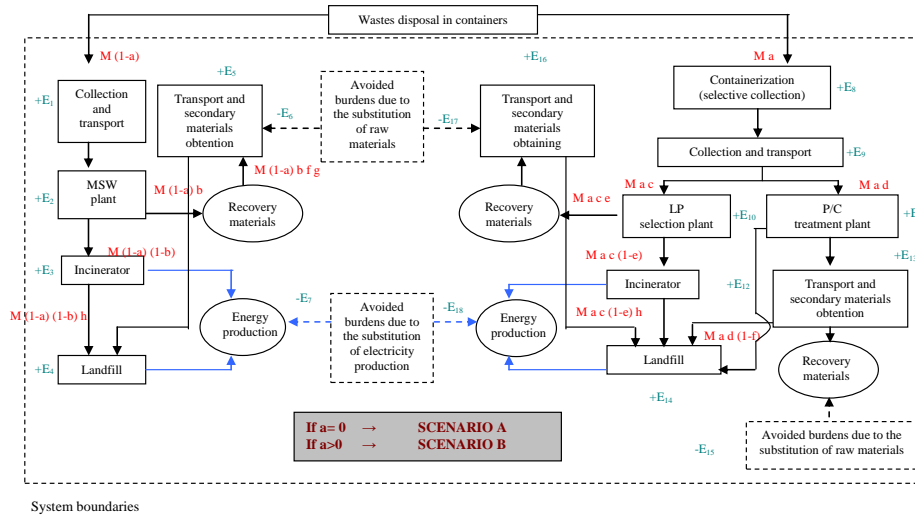 Wastes disposal in containers
M (1-a)
M a
+E1
Collection
and
transport
+E5
Transport and
secondary
materials
obtention
-E6
Avoided
burdens due to
the substitution
of raw
materials
-E17
+E16
Transport and
secondary
materials
obtaining
Containerization
(selective collection)
+E8
Collection and transport
+E9
+E2
MSW
plant
M (1-a) b
M (1-a) b f g
Recovery
materials
Recovery
materials
M a c e
M a c
LP
selection plant
+E10
M a d
P/C
treatment plant
+E
M (1-a) (1-b)
+E3
Incinerator
M a c (1-e)
Incinerator
+E12
+E13
Transport and
secondary materials
obtention
M (1-a) (1-b) h
Energy
production
-E7
Avoided
burdens due to
the substitution
of electricity
production
-E18
Energy
production
M a c (1-e) h
M a d (1-f)
+E4
Landfill
Landfill
+E14
Recovery
materials
If a= 0 → SCENARIO A
If a>0 → SCENARIO B
-E15
Avoided burdens due to the
substitution of raw materials
System boundaries